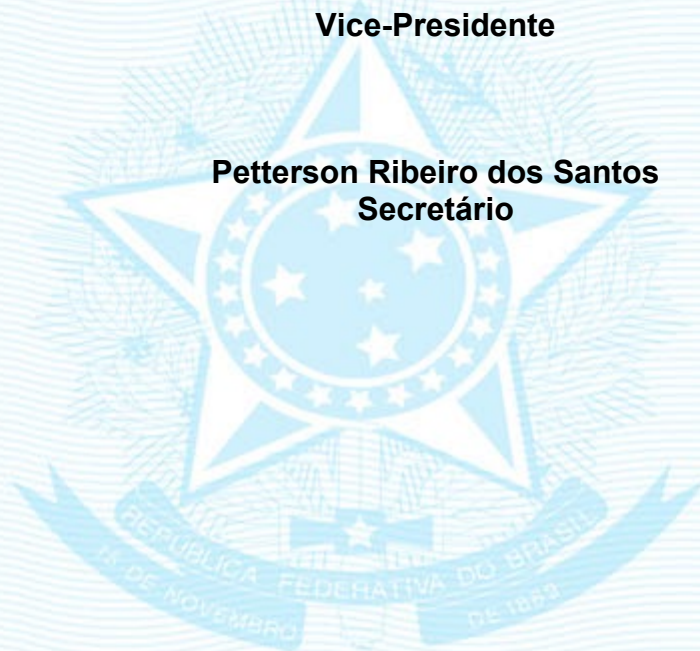 Vice-Presidente
Petterson Ribeiro dos Santos
Secretário
REPÚBLICA FEDERATIVA DO BRASIL
15 DE NOVEMBRO DE 1889